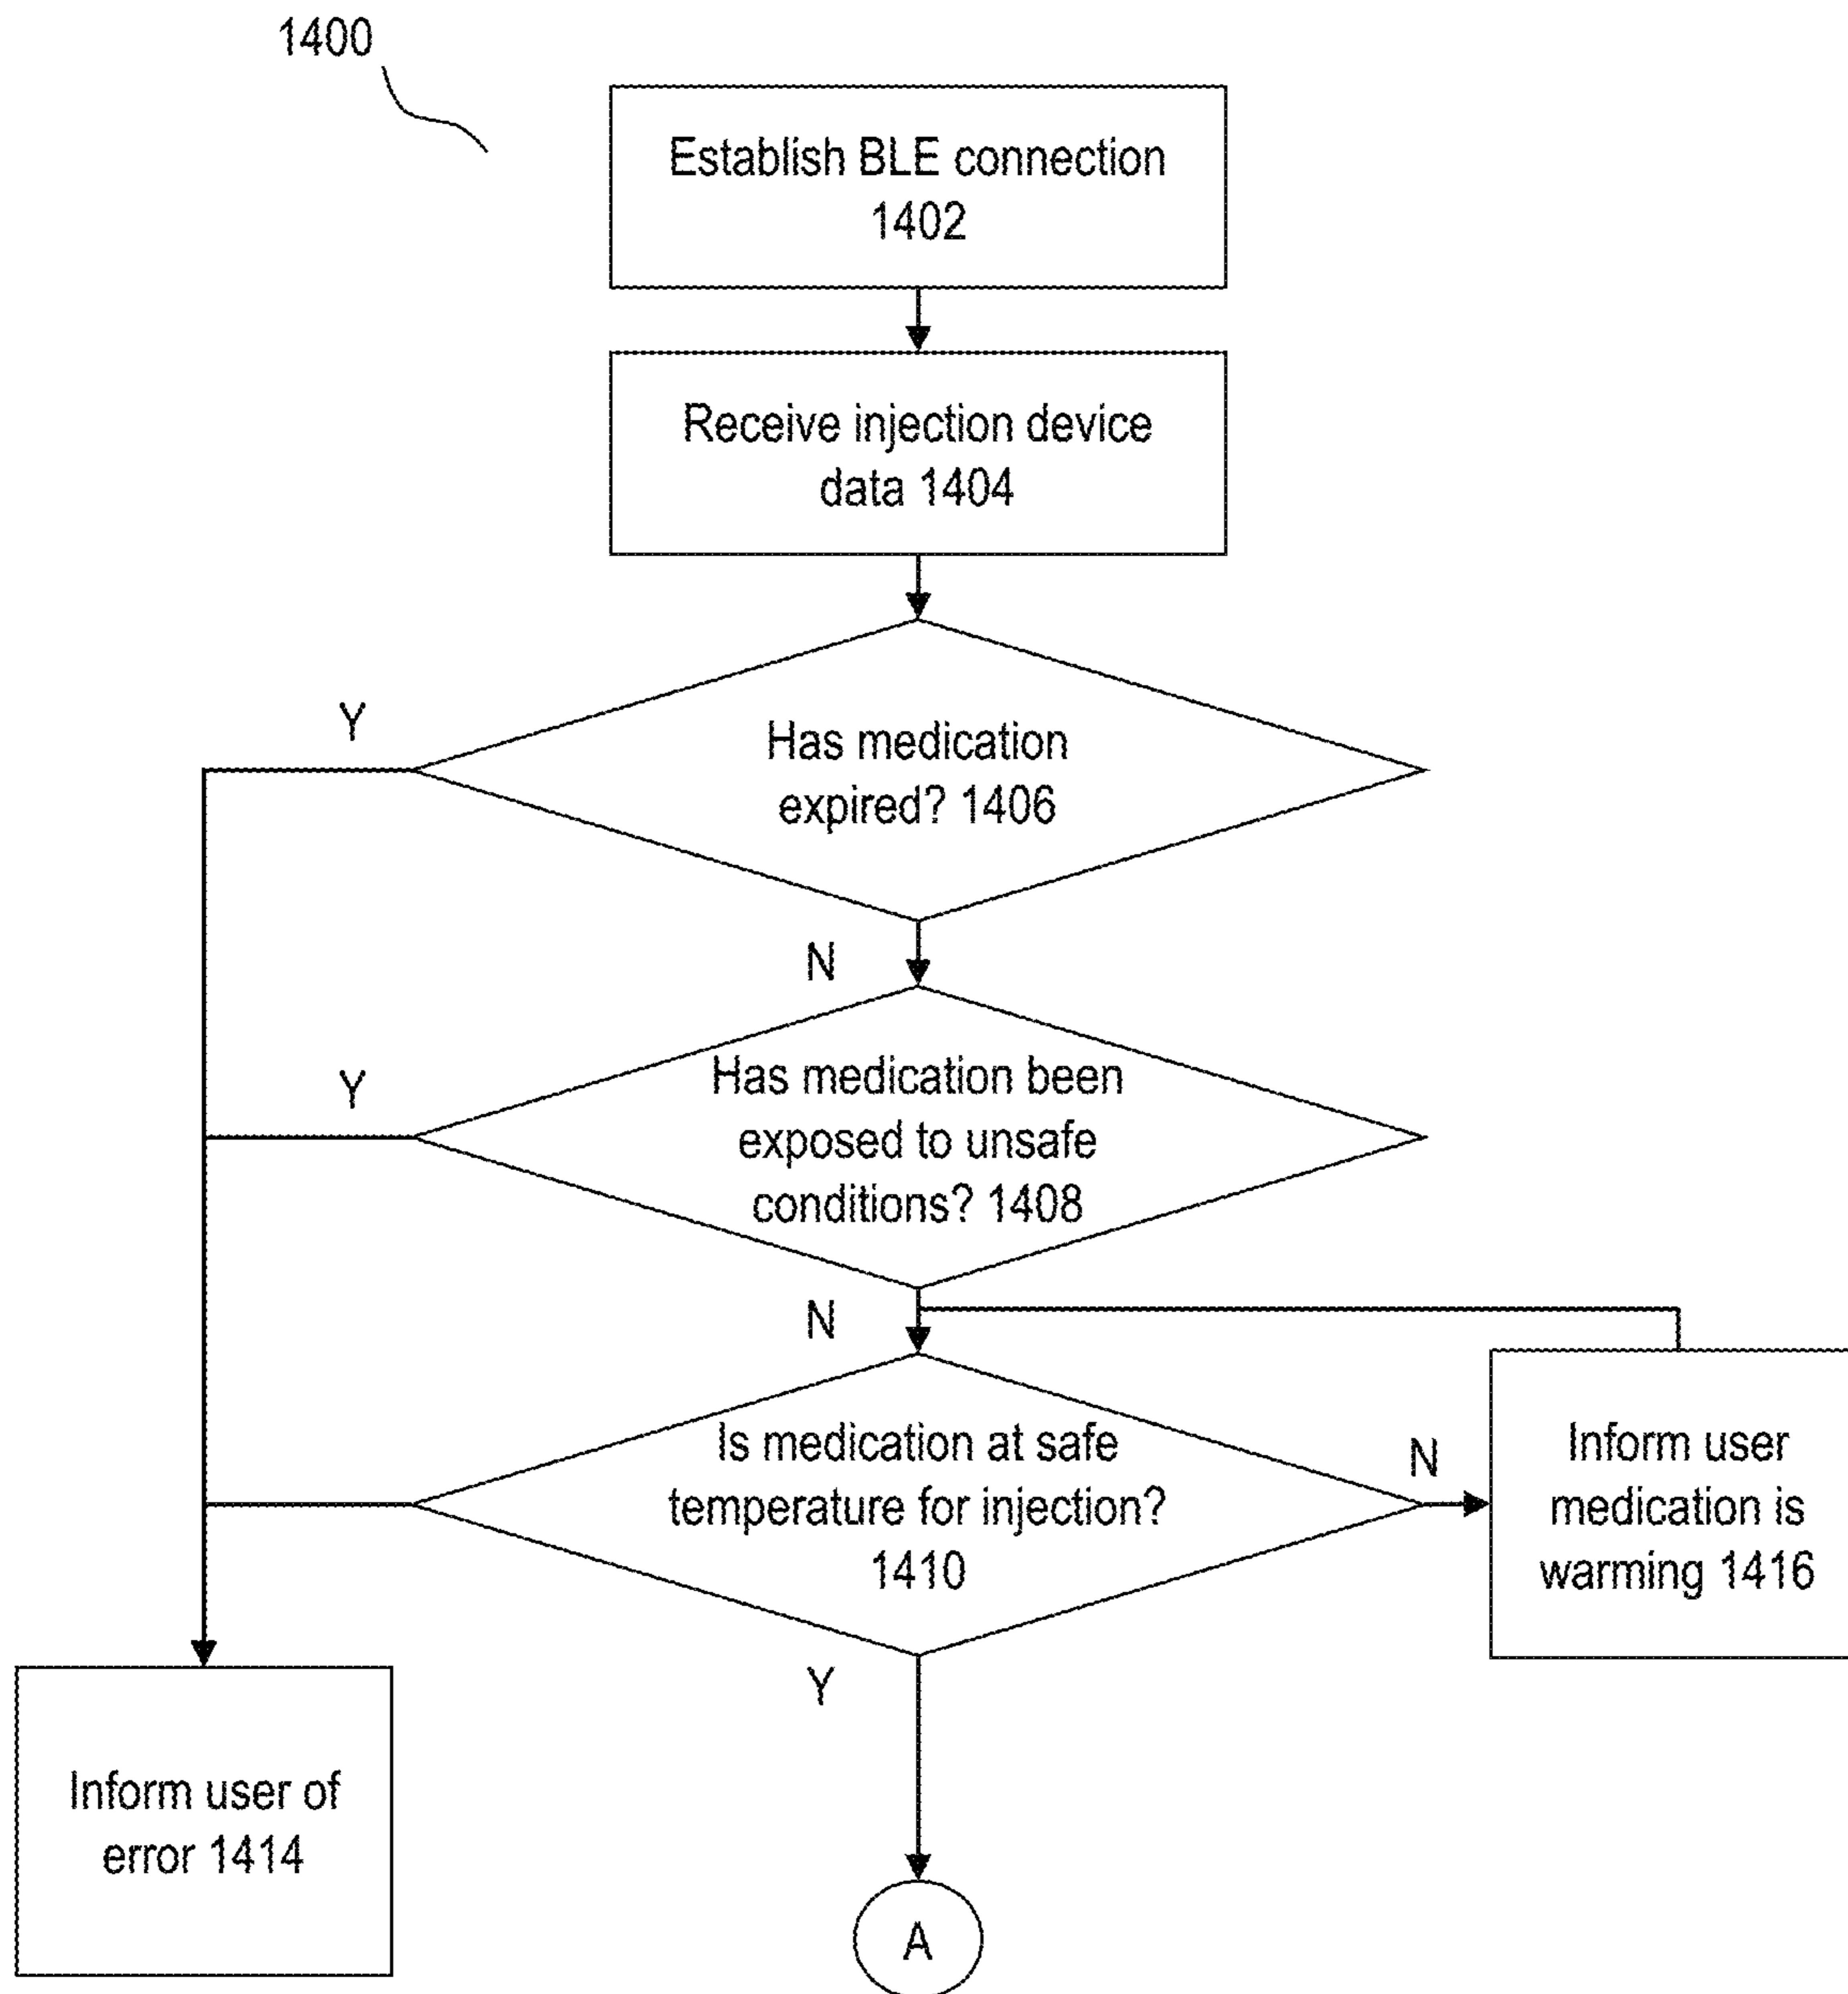 1400
Establish BLE connection
1402
Receive injection device
data 1404
Y
Has medication
expired? 1406
N
Y
Has medication been
exposed to unsafe
conditions? 1408
N
Is medication at safe
temperature for injection?
1410
N
Inform user
medication is
warming 1416
Y
Inform user of
error 1414
A